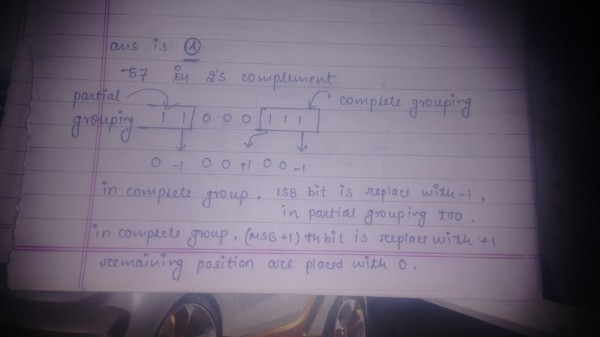 ans is (A)
-57 in 2's complement
partial
grouping
complete grouping
1 1 0 0 0 1 1 1
0 -1 0 0 +1 0 0 -1
in complete group, LSB bit is replace with -1,
in partial grouping too.
in complete group, (MSB+1)th bit is replace with +1
remaining position are placed with 0.